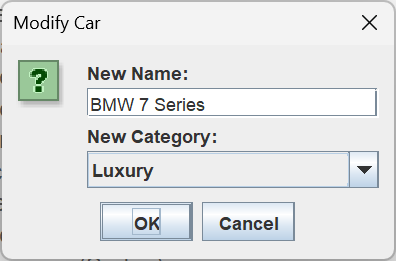 Modify Car
?
New Name:
BMW 7 Series
New Category:
Luxury
OK Cancel